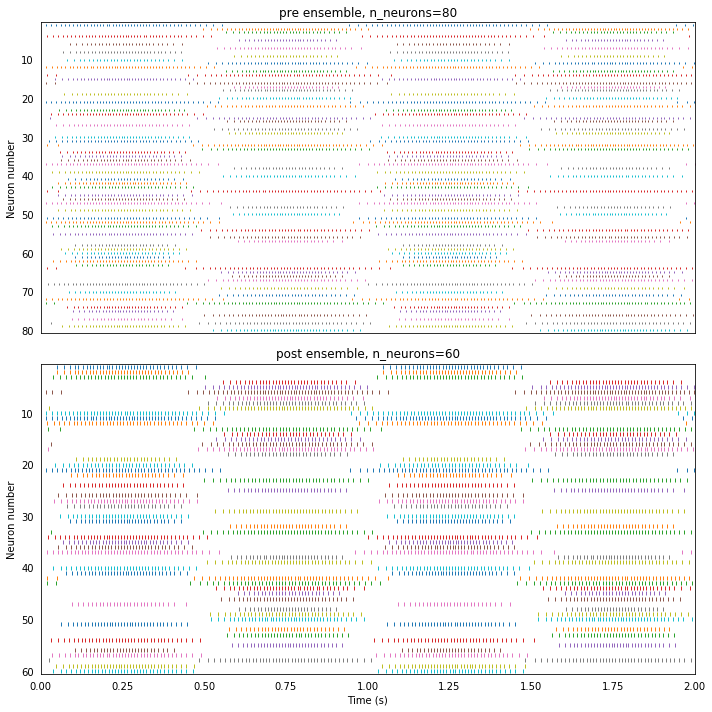 pre ensemble, n_neurons=80
10
20
30
40
50
60
70
80
Neuron number
post ensemble, n_neurons=60
10
20
30
40
50
60
Neuron number
0.00 0.25 0.50 0.75 1.00 1.25 1.50 1.75 2.00
Time (s)